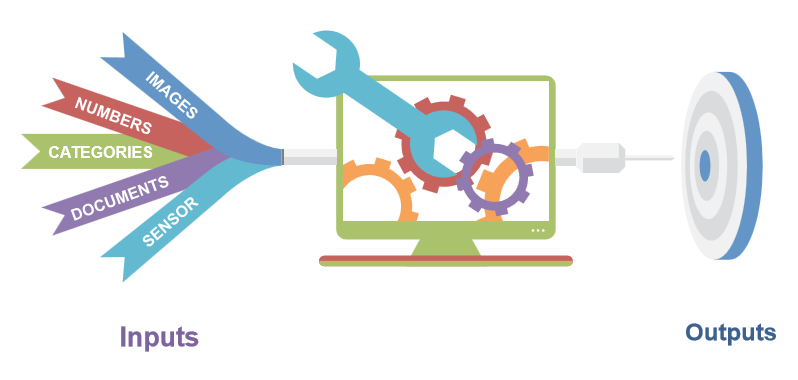 IMAGES
NUMBERS
CATEGORIES
DOCUMENTS
SENSOR
Inputs
Outputs